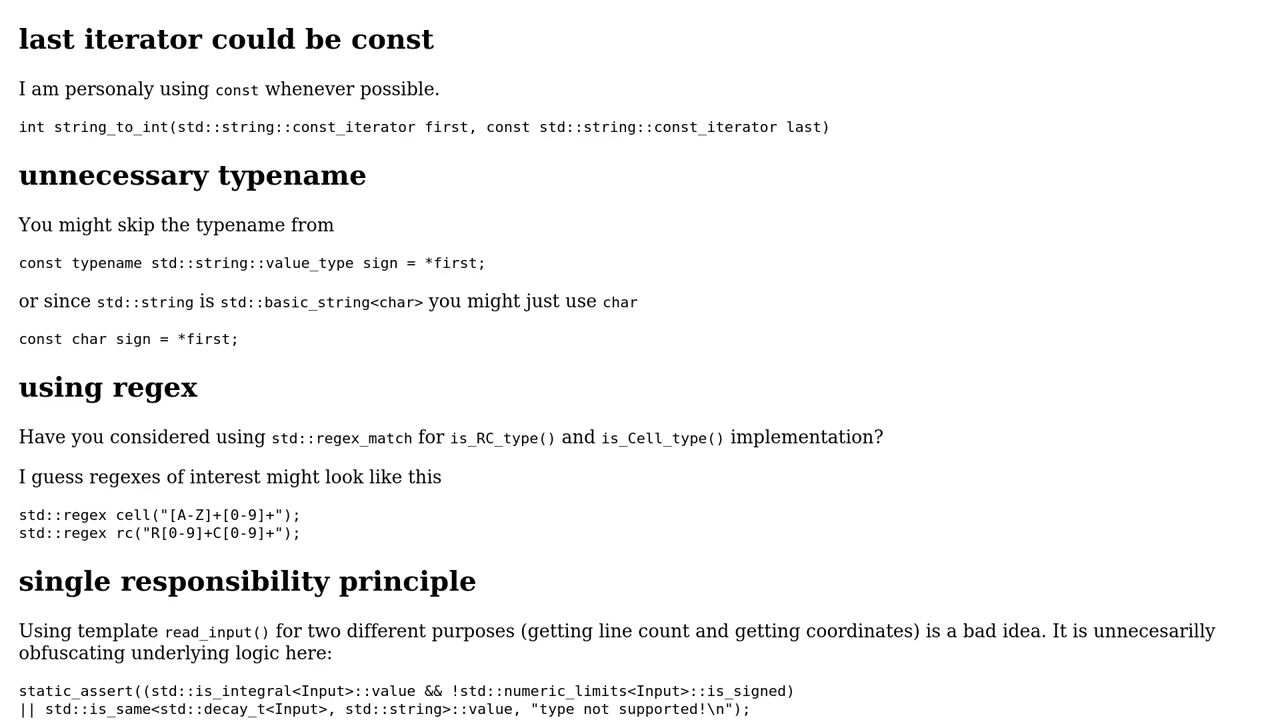 last iterator could be const
I am personaly using const whenever possible.
int string_to_int(std::string::const_iterator first, const std::string::const_iterator last)
unnecessary typename
You might skip the typename from
const typename std::string::value_type sign = *first;
or since std::string is std::basic_string<char> you might just use char
const char sign = *first;
using regex
Have you considered using std::regex_match for is_RC_type() and is_Cell_type() implementation?
I guess regexes of interest might look like this
std::regex cell("[A-Z]+[0-9]+");
std::regex rc("R[0-9]+C[0-9]+");
single responsibility principle
Using template read_input() for two different purposes (getting line count and getting coordinates) is a bad idea. It is unnecesarilly
obfuscating underlying logic here:
static_assert((std::is_integral<Input>::value && !std::numeric_limits<Input>::is_signed)
|| std::is_same<std::decay_t<Input>, std::string>::value, "type not supported!\n");